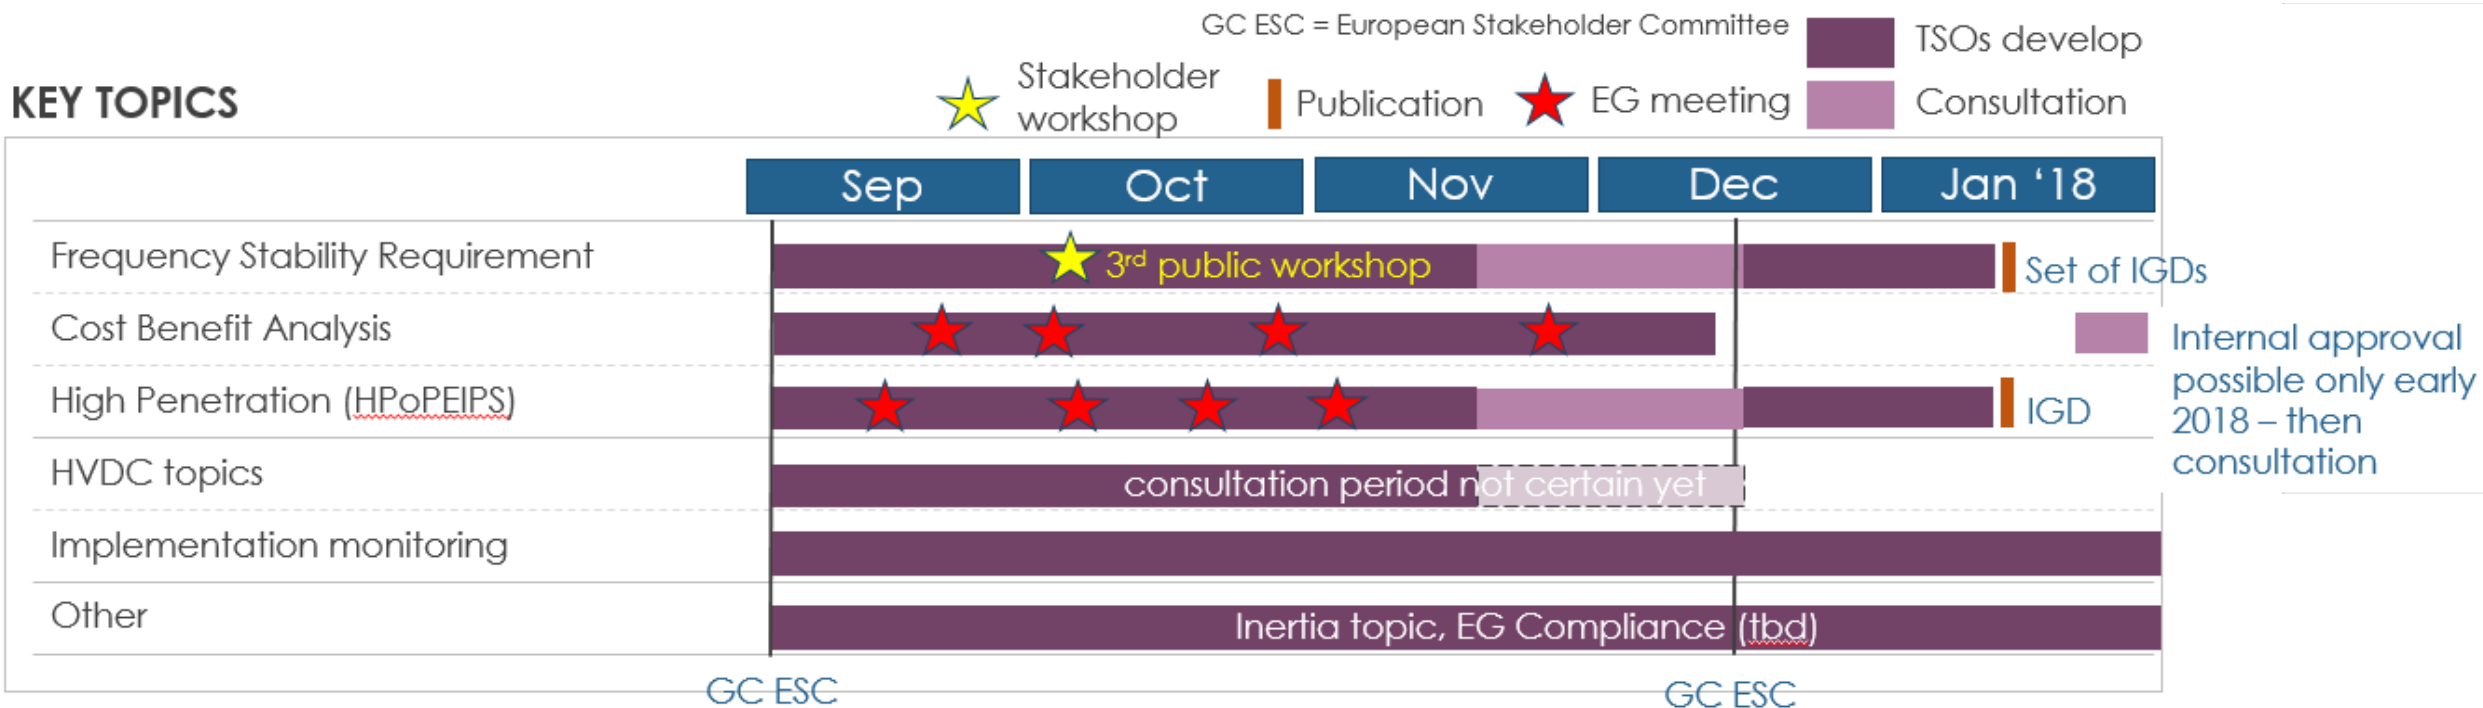 GC ESC = European Stakeholder Committee
TSOs develop
Stakeholder
workshop
Publication
EG meeting
Consultation
KEY TOPICS
Sep
Oct
Nov
Dec
Jan ‘18
Frequency Stability Requirement
3rd public workshop
Set of IGDs
Cost Benefit Analysis
Internal approval
possible only early
2018 – then
consultation
High Penetration (HPoPEIPS)
IGD
HVDC topics
consultation period not certain yet
Implementation monitoring
Other
Inertia topic, EG Compliance (tbd)
GC ESC
GC ESC